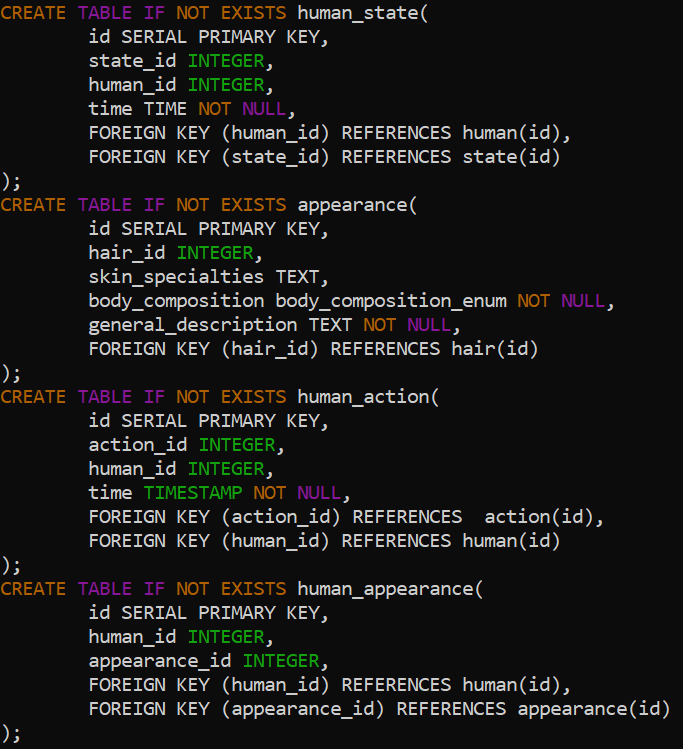 CREATE TABLE IF NOT EXISTS human_state(
        id SERIAL PRIMARY KEY,
        state_id INTEGER,
        human_id INTEGER,
        time TIME NOT NULL,
        FOREIGN KEY (human_id) REFERENCES human(id),
        FOREIGN KEY (state_id) REFERENCES state(id)
);
CREATE TABLE IF NOT EXISTS appearance(
        id SERIAL PRIMARY KEY,
        hair_id INTEGER,
        skin_specialties TEXT,
        body_composition body_composition_enum NOT NULL,
        general_description TEXT NOT NULL,
        FOREIGN KEY (hair_id) REFERENCES hair(id)
);
CREATE TABLE IF NOT EXISTS human_action(
        id SERIAL PRIMARY KEY,
        action_id INTEGER,
        human_id INTEGER,
        time TIMESTAMP NOT NULL,
        FOREIGN KEY (action_id) REFERENCES  action(id),
        FOREIGN KEY (human_id) REFERENCES human(id)
);
CREATE TABLE IF NOT EXISTS human_appearance(
        id SERIAL PRIMARY KEY,
        human_id INTEGER,
        appearance_id INTEGER,
        FOREIGN KEY (human_id) REFERENCES human(id),
        FOREIGN KEY (appearance_id) REFERENCES appearance(id)
);